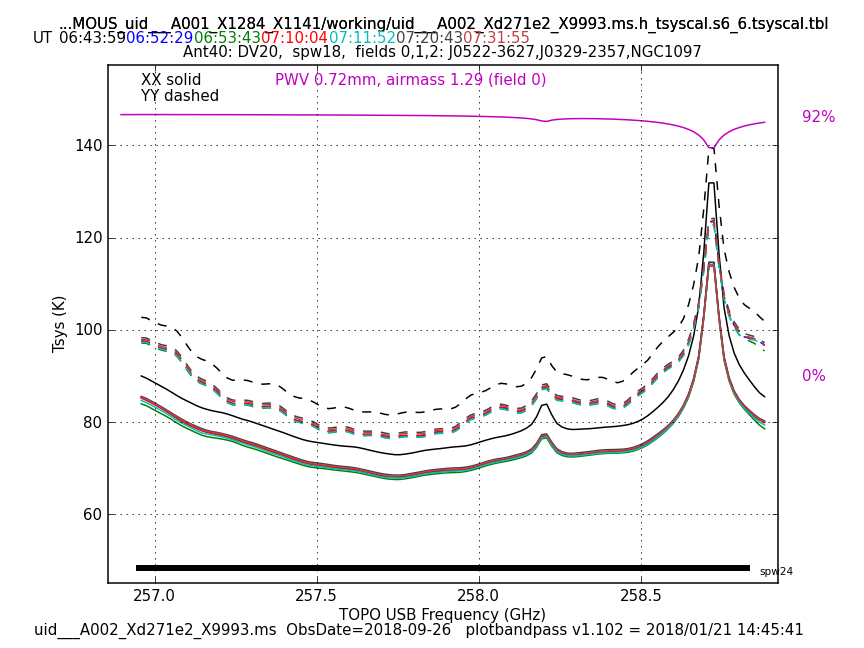 ...MOUS_uid___A001_X1284_X1141/working/uid___A002_Xd271e2_X9993.ms.h_tsyscal.s6_6.tsyscal.tbl
UT 06:43:59 06:52:29 06:53:43 07:10:04 07:11:52 07:20:43 07:31:55
Ant40: DV20, spw18, fields 0,1,2: J0522-3627,J0329-2357,NGC1097
XX solid PWV 0.72mm, airmass 1.29 (field 0)
YY dashed
92%
140
120
100
80
60
Tsys (K)
0%
spw24
257.0 257.5 258.0 258.5
TOPO USB Frequency (GHz)
uid___A002_Xd271e2_X9993.ms ObsDate=2018-09-26 plotbandpass v1.102 = 2018/01/21 14:45:41